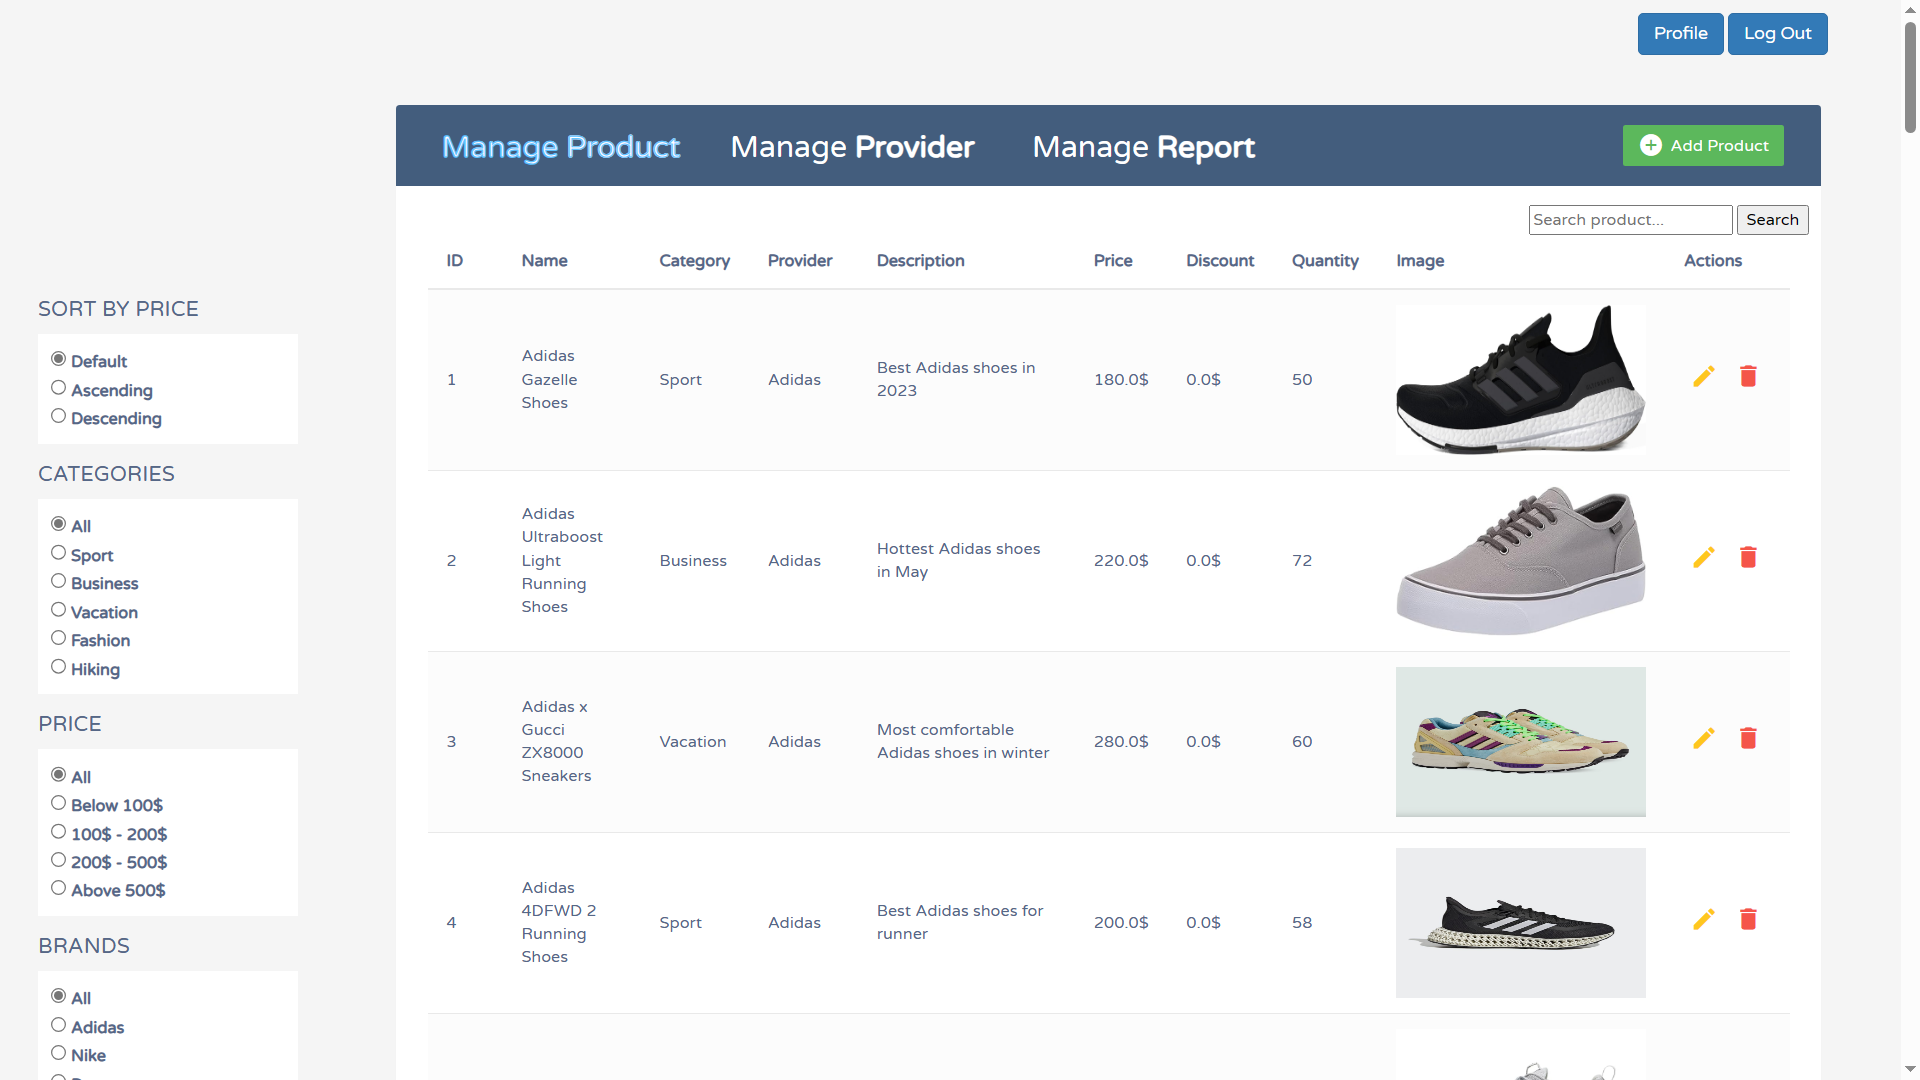 Profile
Log Out
Manage Product
Manage Provider
Manage Report
Add Product
Search product...
Search
ID Name Category Provider Description Price Discount Quantity Image Actions
SORT BY PRICE
Default
Ascending
Descending
CATEGORIES
All
Sport
Business
Vacation
Fashion
Hiking
PRICE
All
Below 100$
100$ - 200$
200$ - 500$
Above 500$
BRANDS
All
Adidas
Nike
1
Adidas
Gazelle
Shoes
Sport
Adidas
Best Adidas shoes in
2023
180.0$
0.0$
50
2
Adidas
Ultraboost
Light
Running
Shoes
Business
Adidas
Hottest Adidas shoes
in May
220.0$
0.0$
72
3
Adidas x
Gucci
ZX8000
Sneakers
Vacation
Adidas
Most comfortable
Adidas shoes in winter
280.0$
0.0$
60
4
Adidas
4DFWD 2
Running
Shoes
Sport
Adidas
Best Adidas shoes for
runner
200.0$
0.0$
58